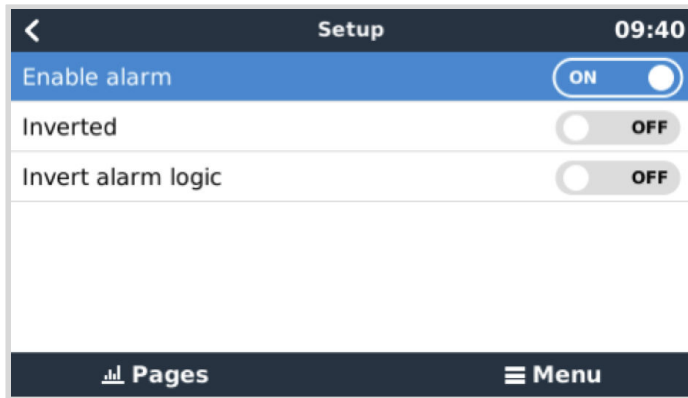 Setup 09:40
Enable alarm ON
Inverted OFF
Invert alarm logic OFF
Pages Menu